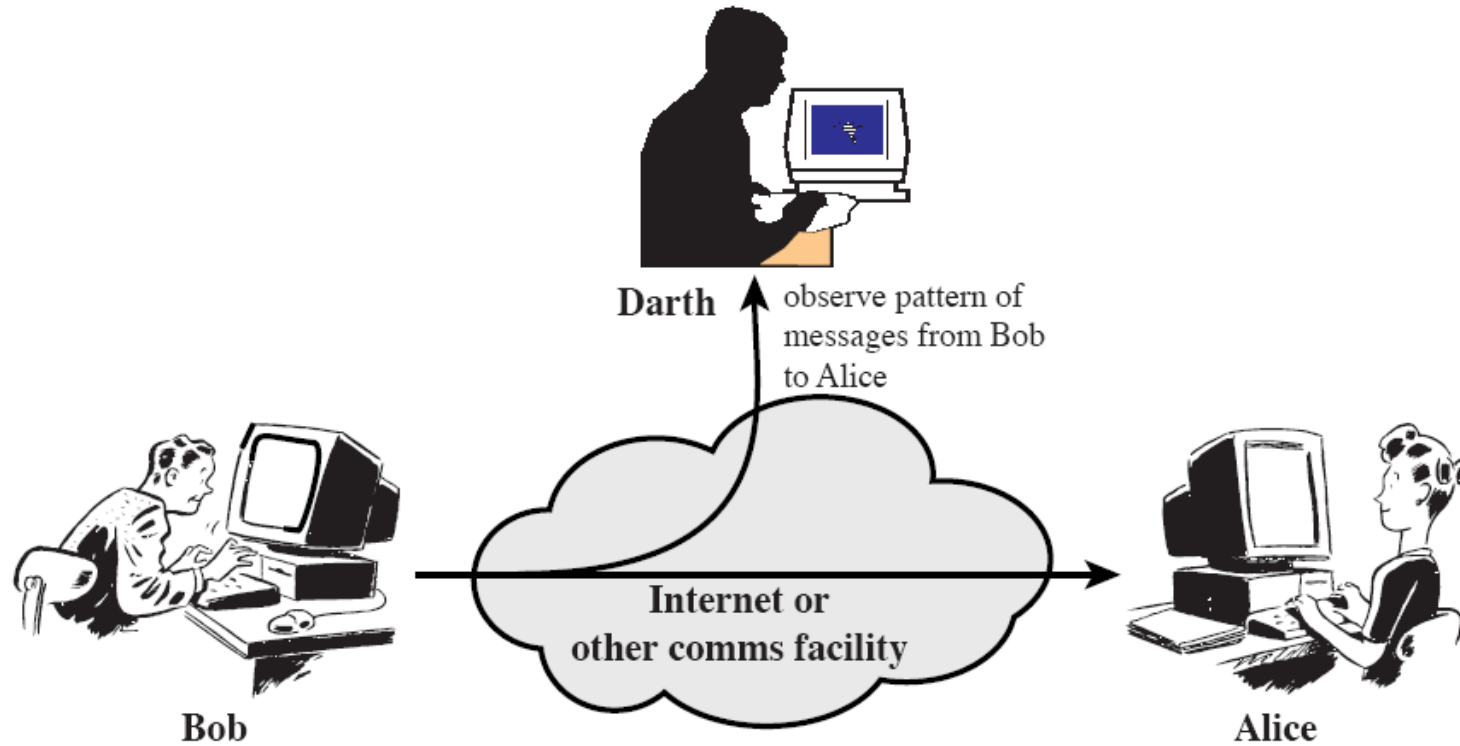 Darth
observe pattern of
messages from Bob
to Alice
Internet or
other comms facility
Bob
Alice